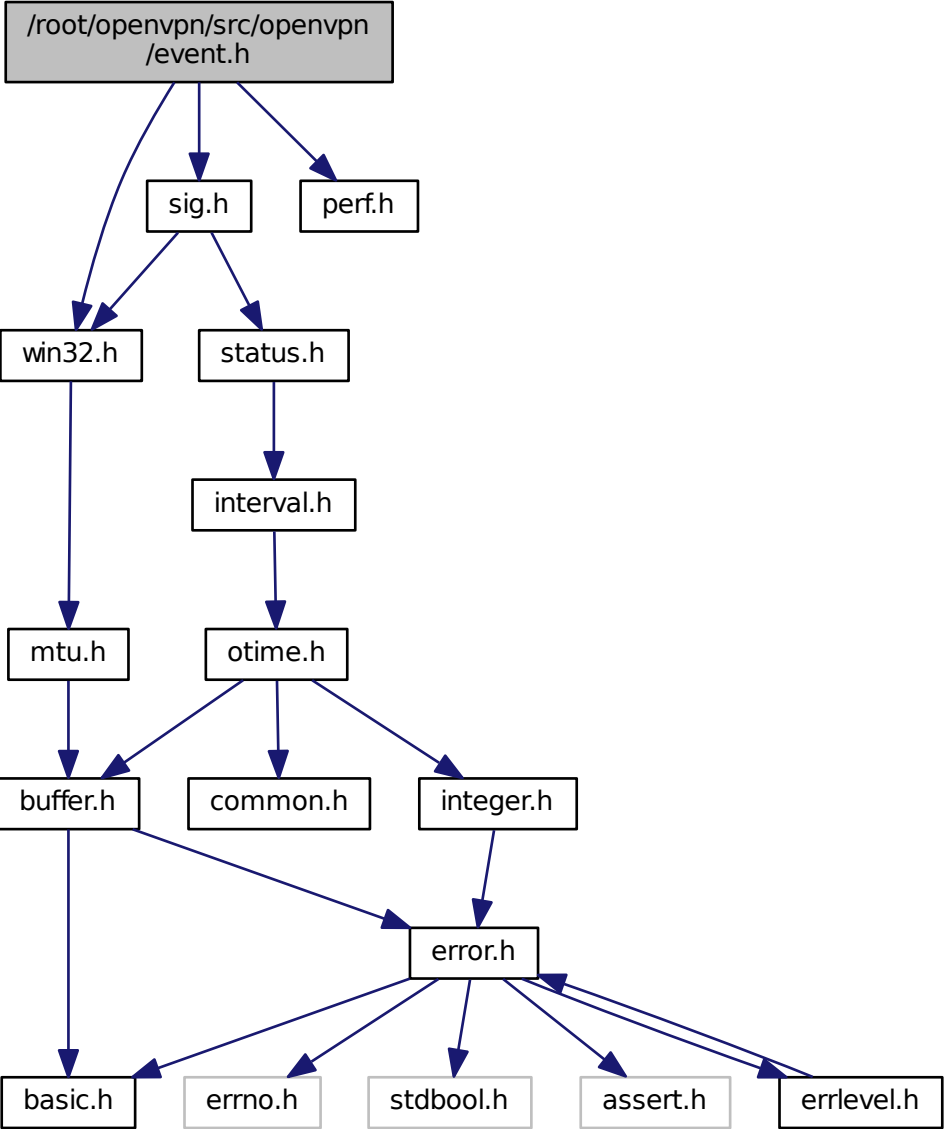 /root/openvpn/src/openvpn
/event.h
sig.h
perf.h
win32.h
status.h
interval.h
mtu.h
otime.h
buffer.h
common.h
integer.h
error.h
basic.h
errno.h
stdbool.h
assert.h
errlevel.h